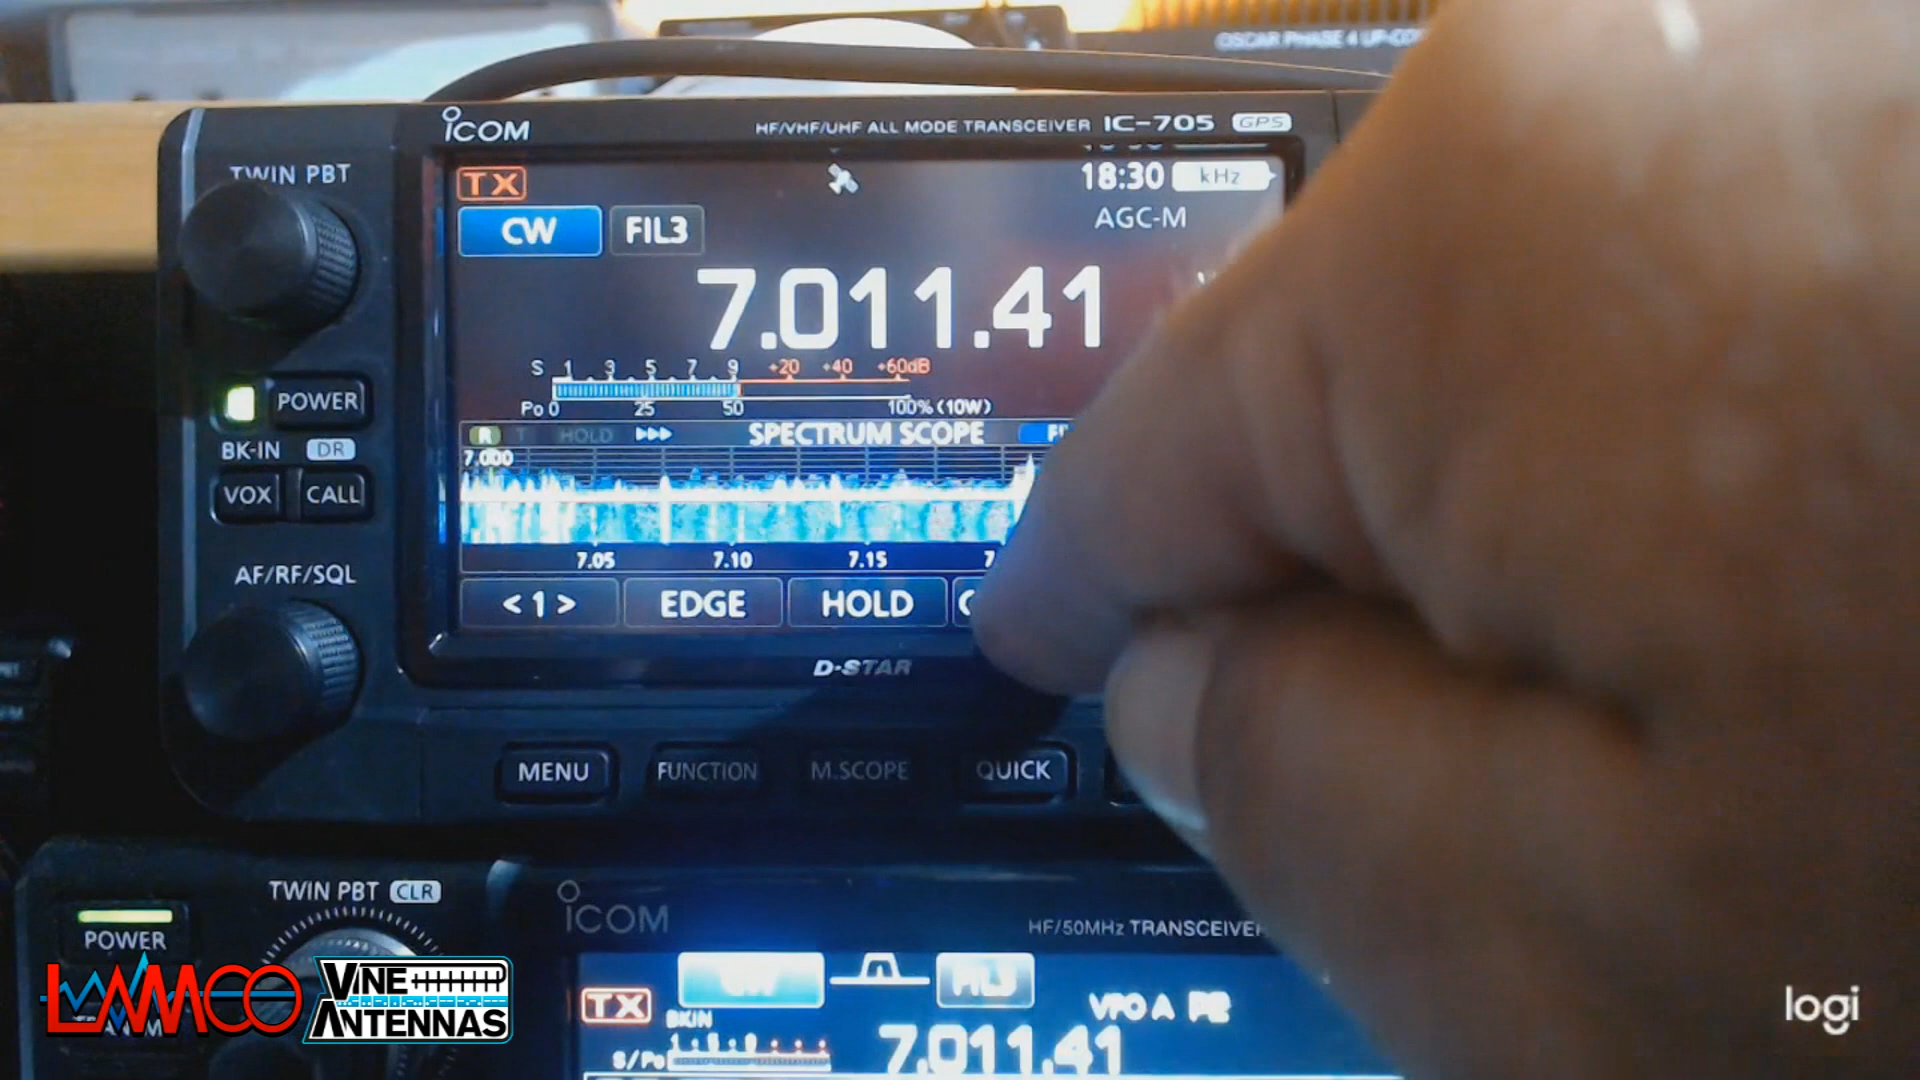 OSCAR PHASE 4 UP-CO
ICOM
HF/VHF/UHF ALL MODE TRANSCEIVER IC-705 GPS
TWIN PBT
TX
18:30 kHz
CW FIL3
AGC-M
7.011.41
S 1 3 5 7 9 +20 +40 +60dB
Po 0 25 50 100% (10W)
POWER
R T HOLD SPECTRUM SCOPE
7.000
BK-IN DR
VOX CALL
7.05 7.10 7.15 7
AF/RF/SQL
<1> EDGE HOLD
D-STAR
MENU FUNCTION M.SCOPE QUICK
TWIN PBT CLR
ICOM
HF/50MHz TRANSCEIVER
POWER
TX
CW FIL3
VFO A
BKIN
S/Po
7.011.41
LAMCO
VINE ANTENNAS
logi